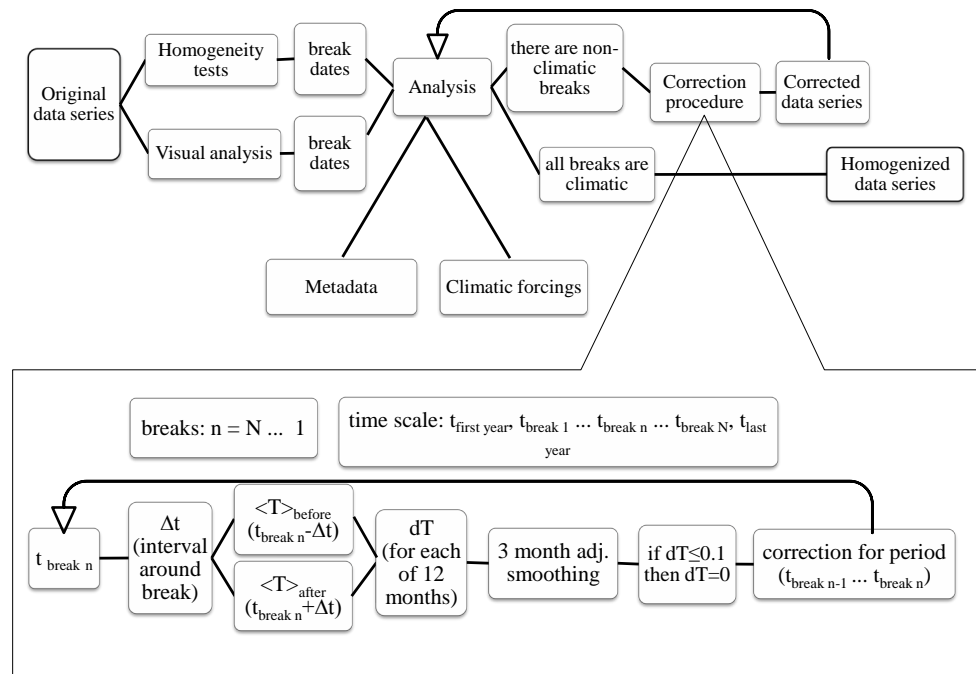 Original
data series
Homogeneity
tests
break
dates
Visual analysis
break
dates
Analysis
there are non-
climatic
breaks
Correction
procedure
Corrected
data series
all breaks are
climatic
Homogenized
data series
Metadata
Climatic forcings
breaks: n = N ... 1
time scale: t first year, t break 1 ... t break n ... t break N, t last
year
t break n
Δt
(interval
around
break)
<T>before
(t break n-Δt)
<T>after
(t break n+Δt)
dT
(for each
of 12
months)
3 month adj.
smoothing
if dT≤0.1
then dT=0
correction for period
(t break n-1 ... t break n)